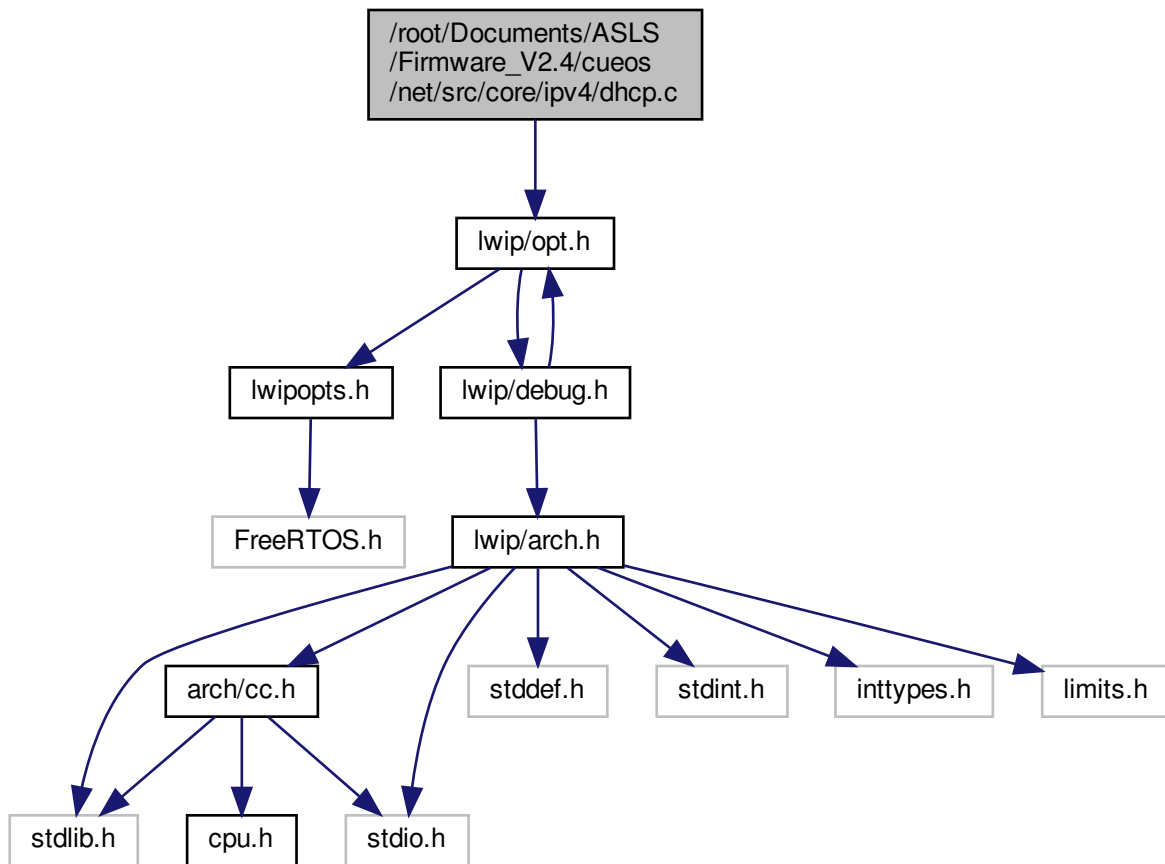 /root/Documents/ASLS
/Firmware_V2.4/cueos
/net/src/core/ipv4/dhcp.c
lwip/opt.h
lwipopts.h
lwip/debug.h
FreeRTOS.h
lwip/arch.h
arch/cc.h
stddef.h
stdint.h
inttypes.h
limits.h
stdlib.h
cpu.h
stdio.h